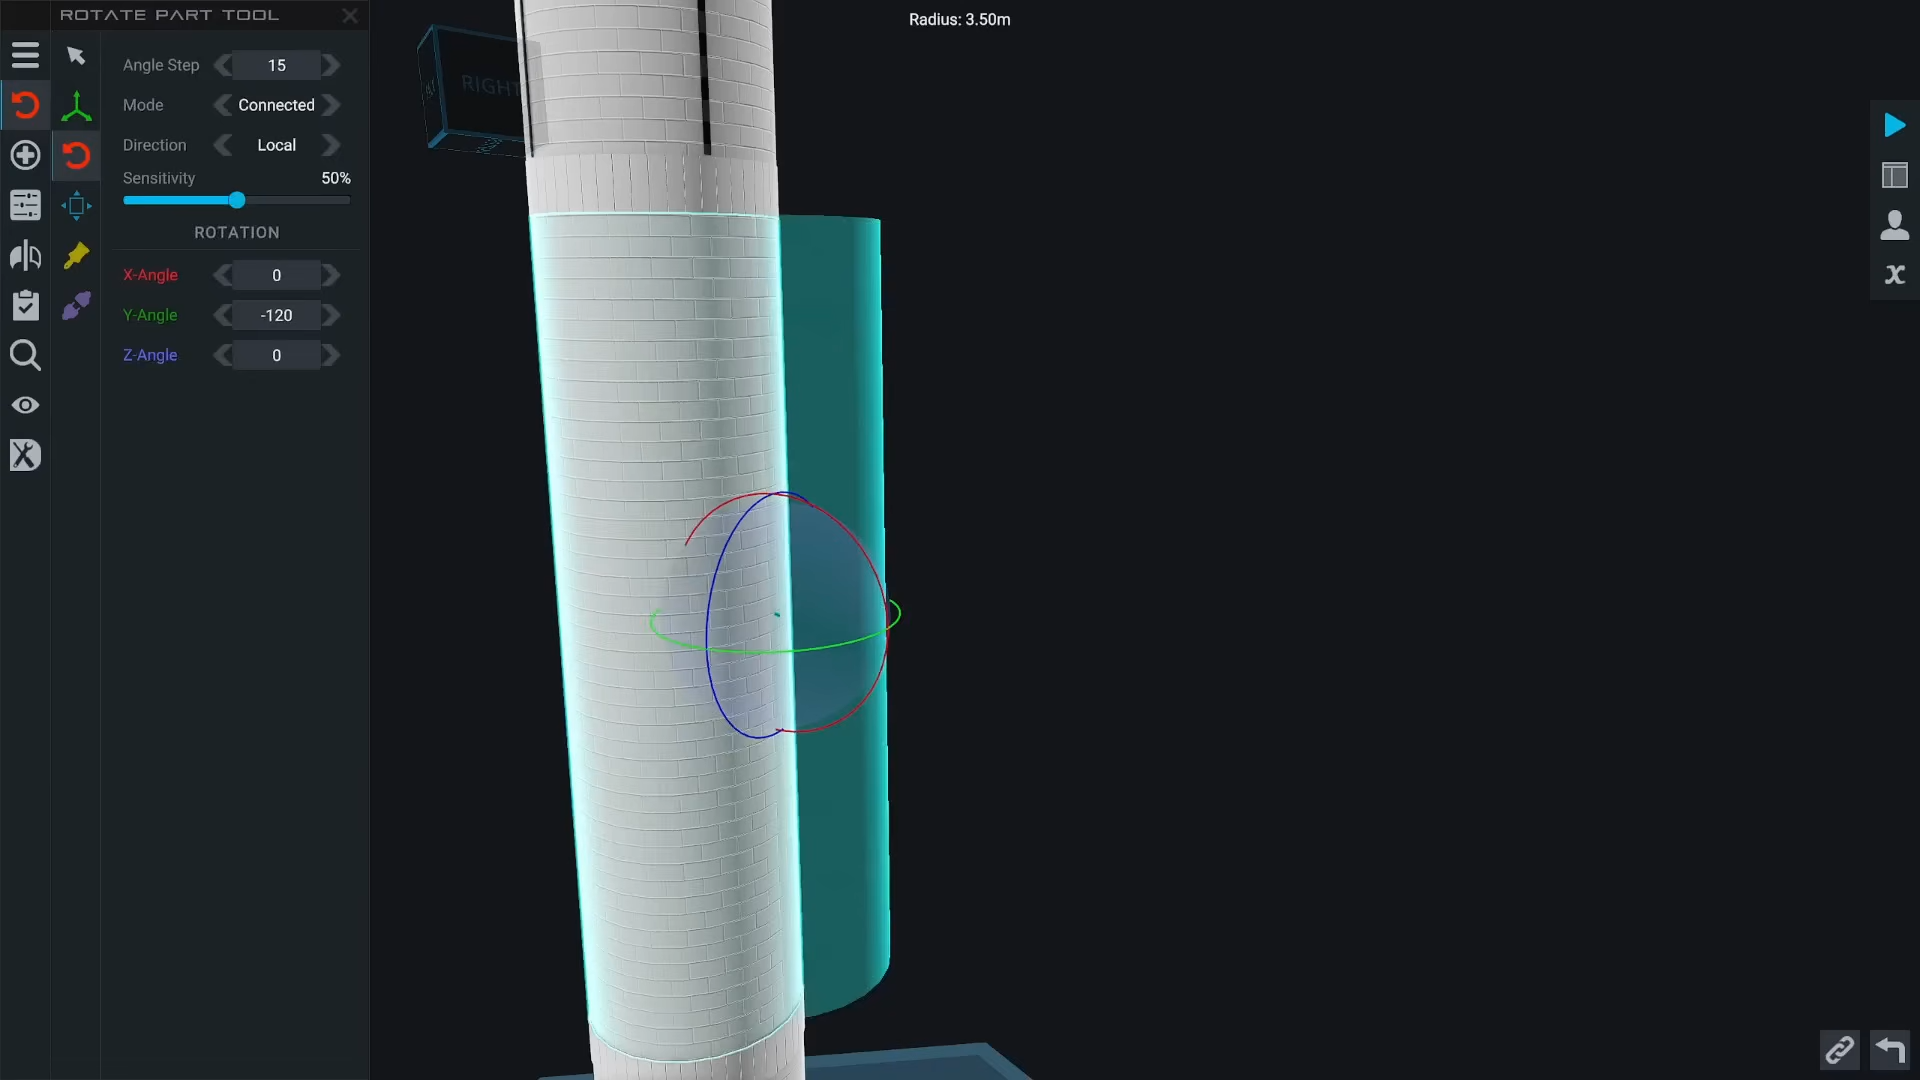 ROTATE PART TOOL
Radius: 3.50m
Angle Step 15
Mode Connected
Direction Local
Sensitivity 50%
ROTATION
X-Angle 0
Y-Angle -120
Z-Angle 0
RIGHT
x